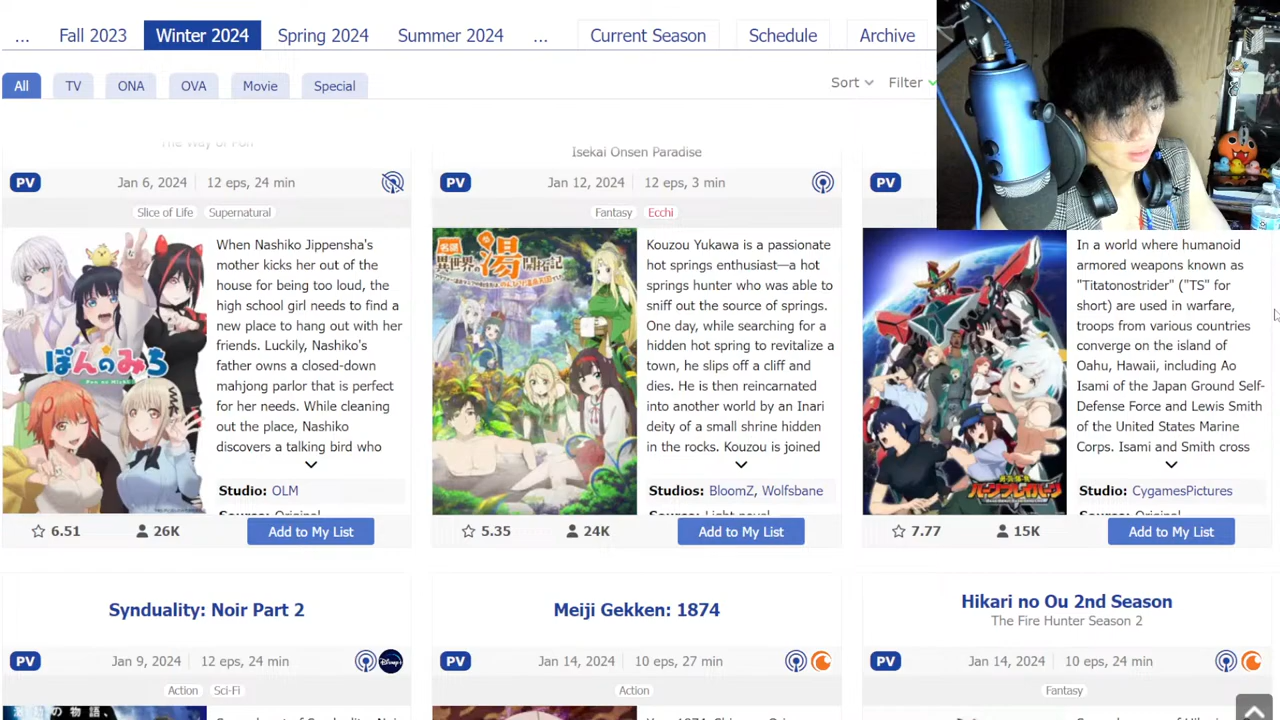 ...
Fall 2023
Winter 2024
Spring 2024
Summer 2024
...
Current Season
Schedule
Archive
All
TV
ONA
OVA
Movie
Special
Sort
Filter
The Way of Pon
PV
Jan 6, 2024
12 eps, 24 min
Slice of Life
Supernatural
ぽんのみち
When Nashiko Jippensha's
mother kicks her out of the
house for being too loud, the
high school girl needs to find a
new place to hang out with her
friends. Luckily, Nashiko's
father owns a closed-down
mahjong parlor that is perfect
for her needs. While cleaning
out the place, Nashiko
discovers a talking bird who
Studio: OLM
6.51
26K
Add to My List
Isekai Onsen Paradise
PV
Jan 12, 2024
12 eps, 3 min
Fantasy
Ecchi
Kouzou Yukawa is a passionate
hot springs enthusiast—a hot
springs hunter who was able to
sniff out the source of springs.
One day, while searching for a
hidden hot spring to revitalize a
town, he slips off a cliff and
dies. He is then reincarnated
into another world by an Inari
deity of a small shrine hidden
in the rocks. Kouzou is joined
Studios: BloomZ, Wolfsbane
5.35
24K
Add to My List
PV
In a world where humanoid
armored weapons known as
"Titatonostrider" ("TS" for
short) are used in warfare,
troops from various countries
converge on the island of
Oahu, Hawaii, including Ao
Isami of the Japan Ground Self-
Defense Force and Lewis Smith
of the United States Marine
Corps. Isami and Smith cross
Studio: CygamesPictures
7.77
15K
Add to My List
Synduality: Noir Part 2
PV
Jan 9, 2024
12 eps, 24 min
Action
Sci-Fi
Meiji Gekken: 1874
PV
Jan 14, 2024
10 eps, 27 min
Action
Hikari no Ou 2nd Season
The Fire Hunter Season 2
PV
Jan 14, 2024
10 eps, 24 min
Fantasy